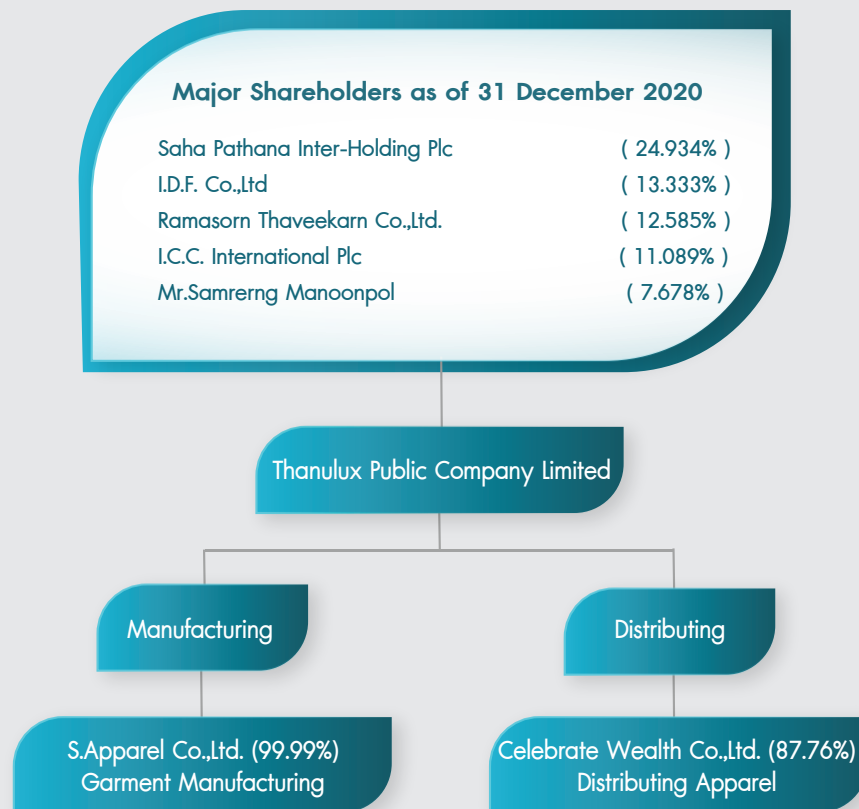 Major Shareholders as of 31 December 2020
Saha Pathana Inter-Holding Plc ( 24.934% )
I.D.F. Co.,Ltd ( 13.333% )
Ramasorn Thaveekarn Co.,Ltd. ( 12.585% )
I.C.C. International Plc ( 11.089% )
Mr.Samrerng Manoonpol ( 7.678% )
Thanulux Public Company Limited
Manufacturing
Distributing
S.Apparel Co.,Ltd. (99.99%)
Garment Manufacturing
Celebrate Wealth Co.,Ltd. (87.76%)
Distributing Apparel